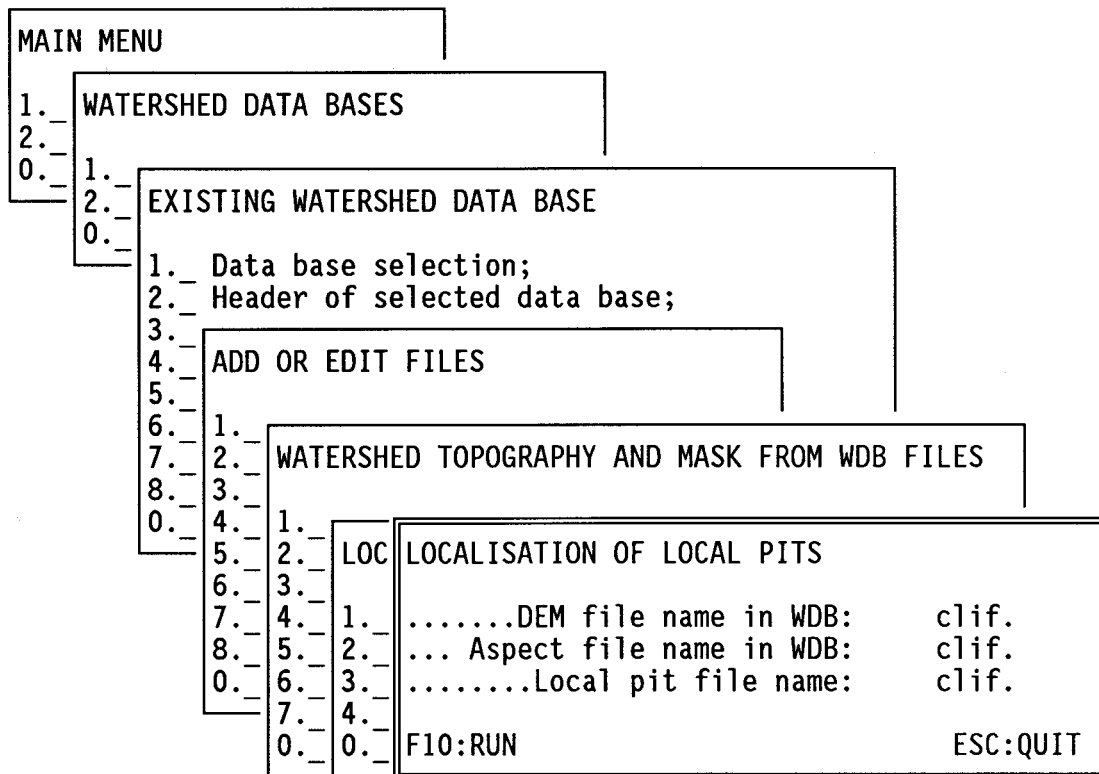 MAIN MENU
1._
2._
0._
WATERSHED DATA BASES
1._
2._
0._
EXISTING WATERSHED DATA BASE
1._ Data base selection;
2._ Header of selected data base;
3._
4._
5._
6._
7._
8._
0._
ADD OR EDIT FILES
1._
2._
3._
4._
5._
6._
7._
8._
0._
WATERSHED TOPOGRAPHY AND MASK FROM WDB FILES
1._
2._
3._
4._
5._
6._
7._
0._
LOC
1._
2._
3._
4._
0._
LOCALISATION OF LOCAL PITS
.......DEM file name in WDB: clif.
... Aspect file name in WDB: clif.
........Local pit file name: clif.
F10:RUN ESC:QUIT